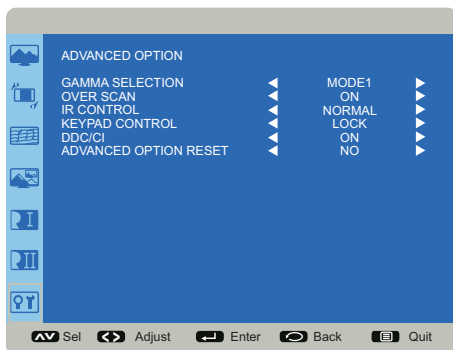 ADVANCED OPTION
GAMMA SELECTION MODE1
OVER SCAN ON
IR CONTROL NORMAL
KEYPAD CONTROL LOCK
DDC/CI ON
ADVANCED OPTION RESET NO
Sel Adjust Enter Back Quit